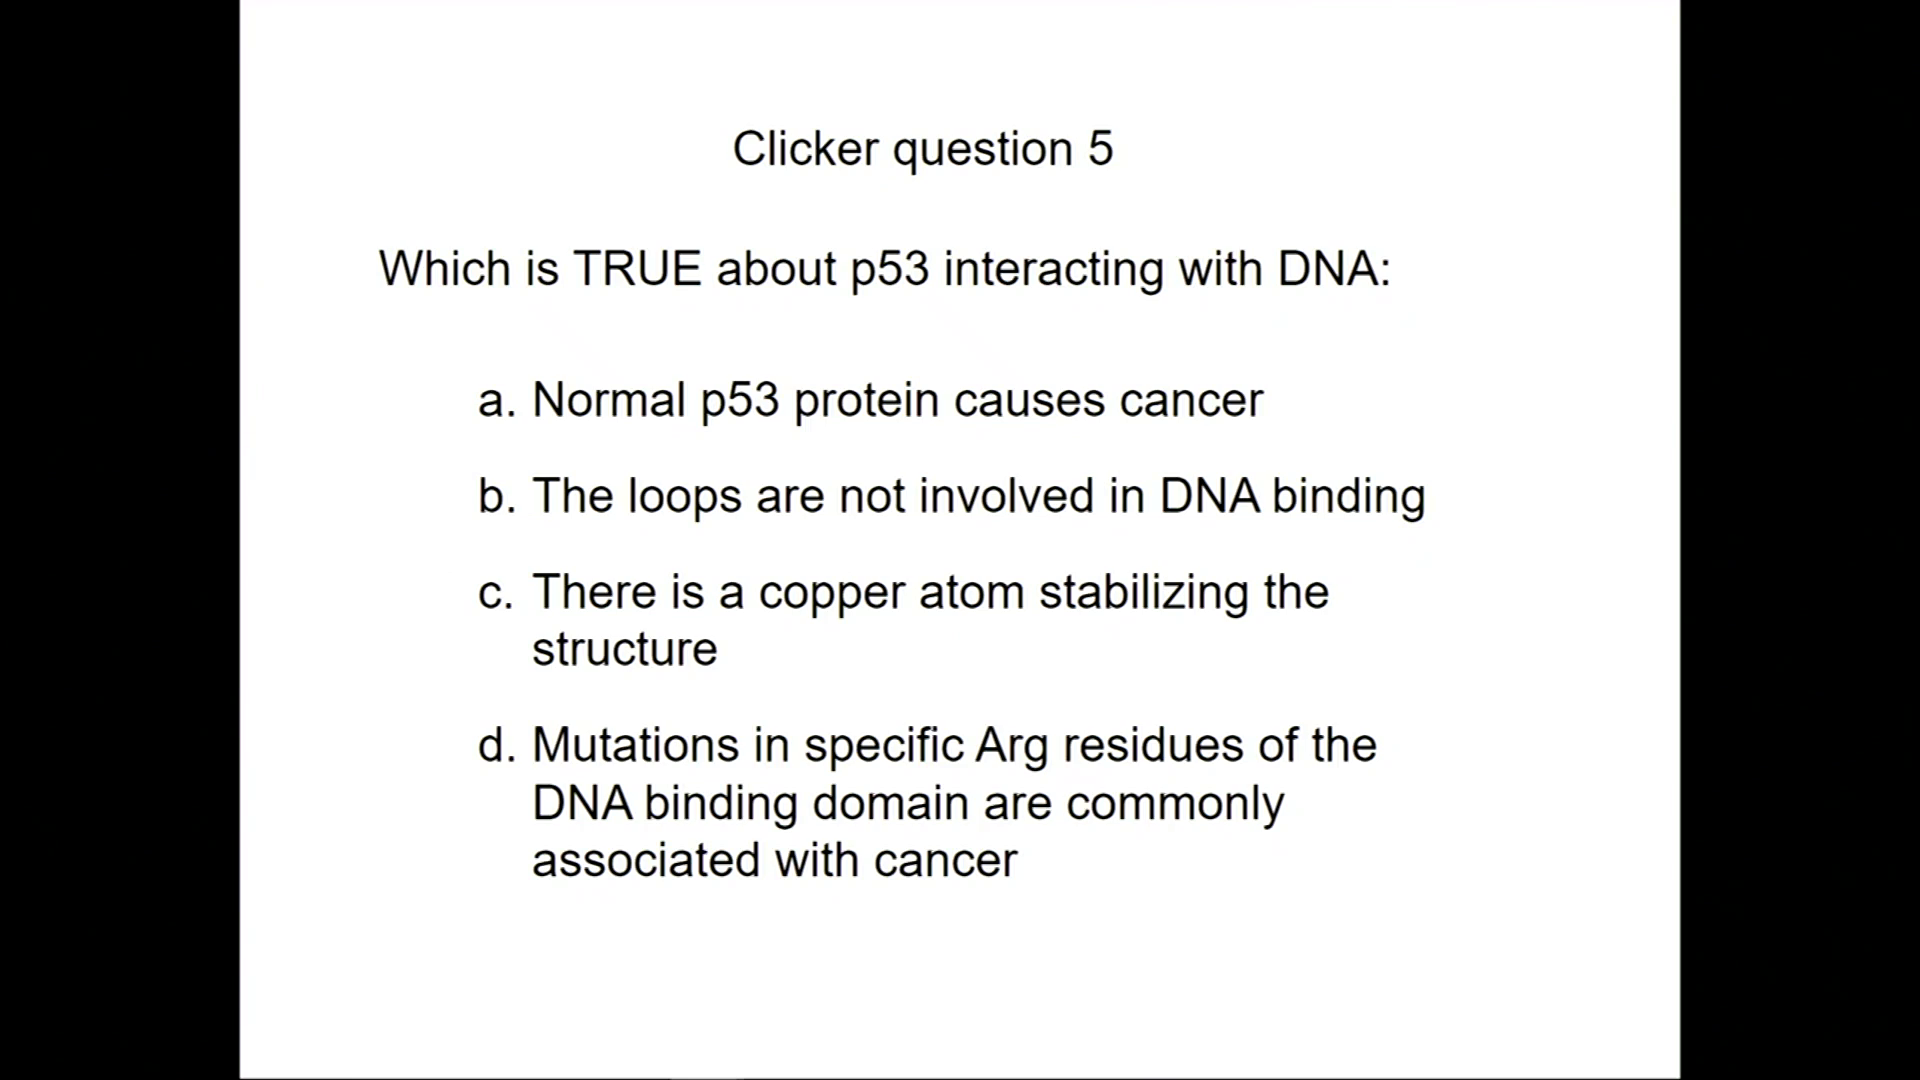 Clicker question 5
Which is TRUE about p53 interacting with DNA:
a. Normal p53 protein causes cancer
b. The loops are not involved in DNA binding
c. There is a copper atom stabilizing the
structure
d. Mutations in specific Arg residues of the
DNA binding domain are commonly
associated with cancer